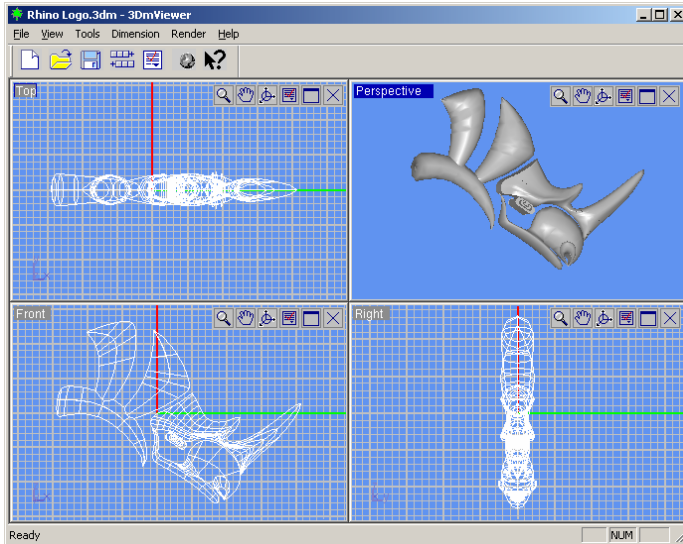 Rhino Logo.3dm - 3DmViewer
File View Tools Dimension Render Help
Top
Perspective
Front
Right
Ready
NUM